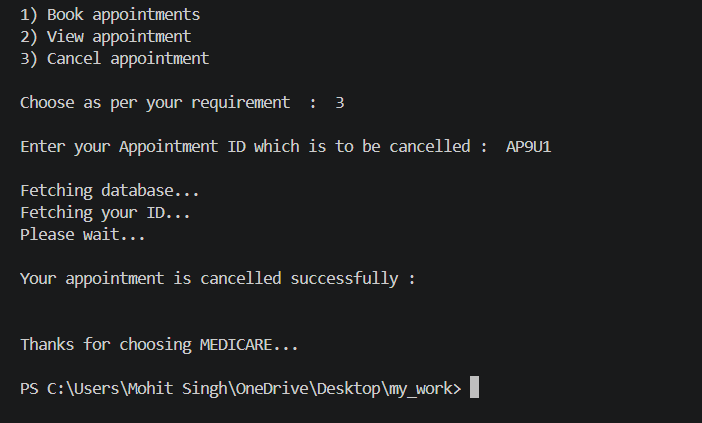 1) Book appointments
2) View appointment
3) Cancel appointment
Choose as per your requirement  :  3
Enter your Appointment ID which is to be cancelled :  AP9U1
Fetching database...
Fetching your ID...
Please wait...
Your appointment is cancelled successfully :
Thanks for choosing MEDICARE...
PS C:\Users\Mohit Singh\OneDrive\Desktop\my_work>